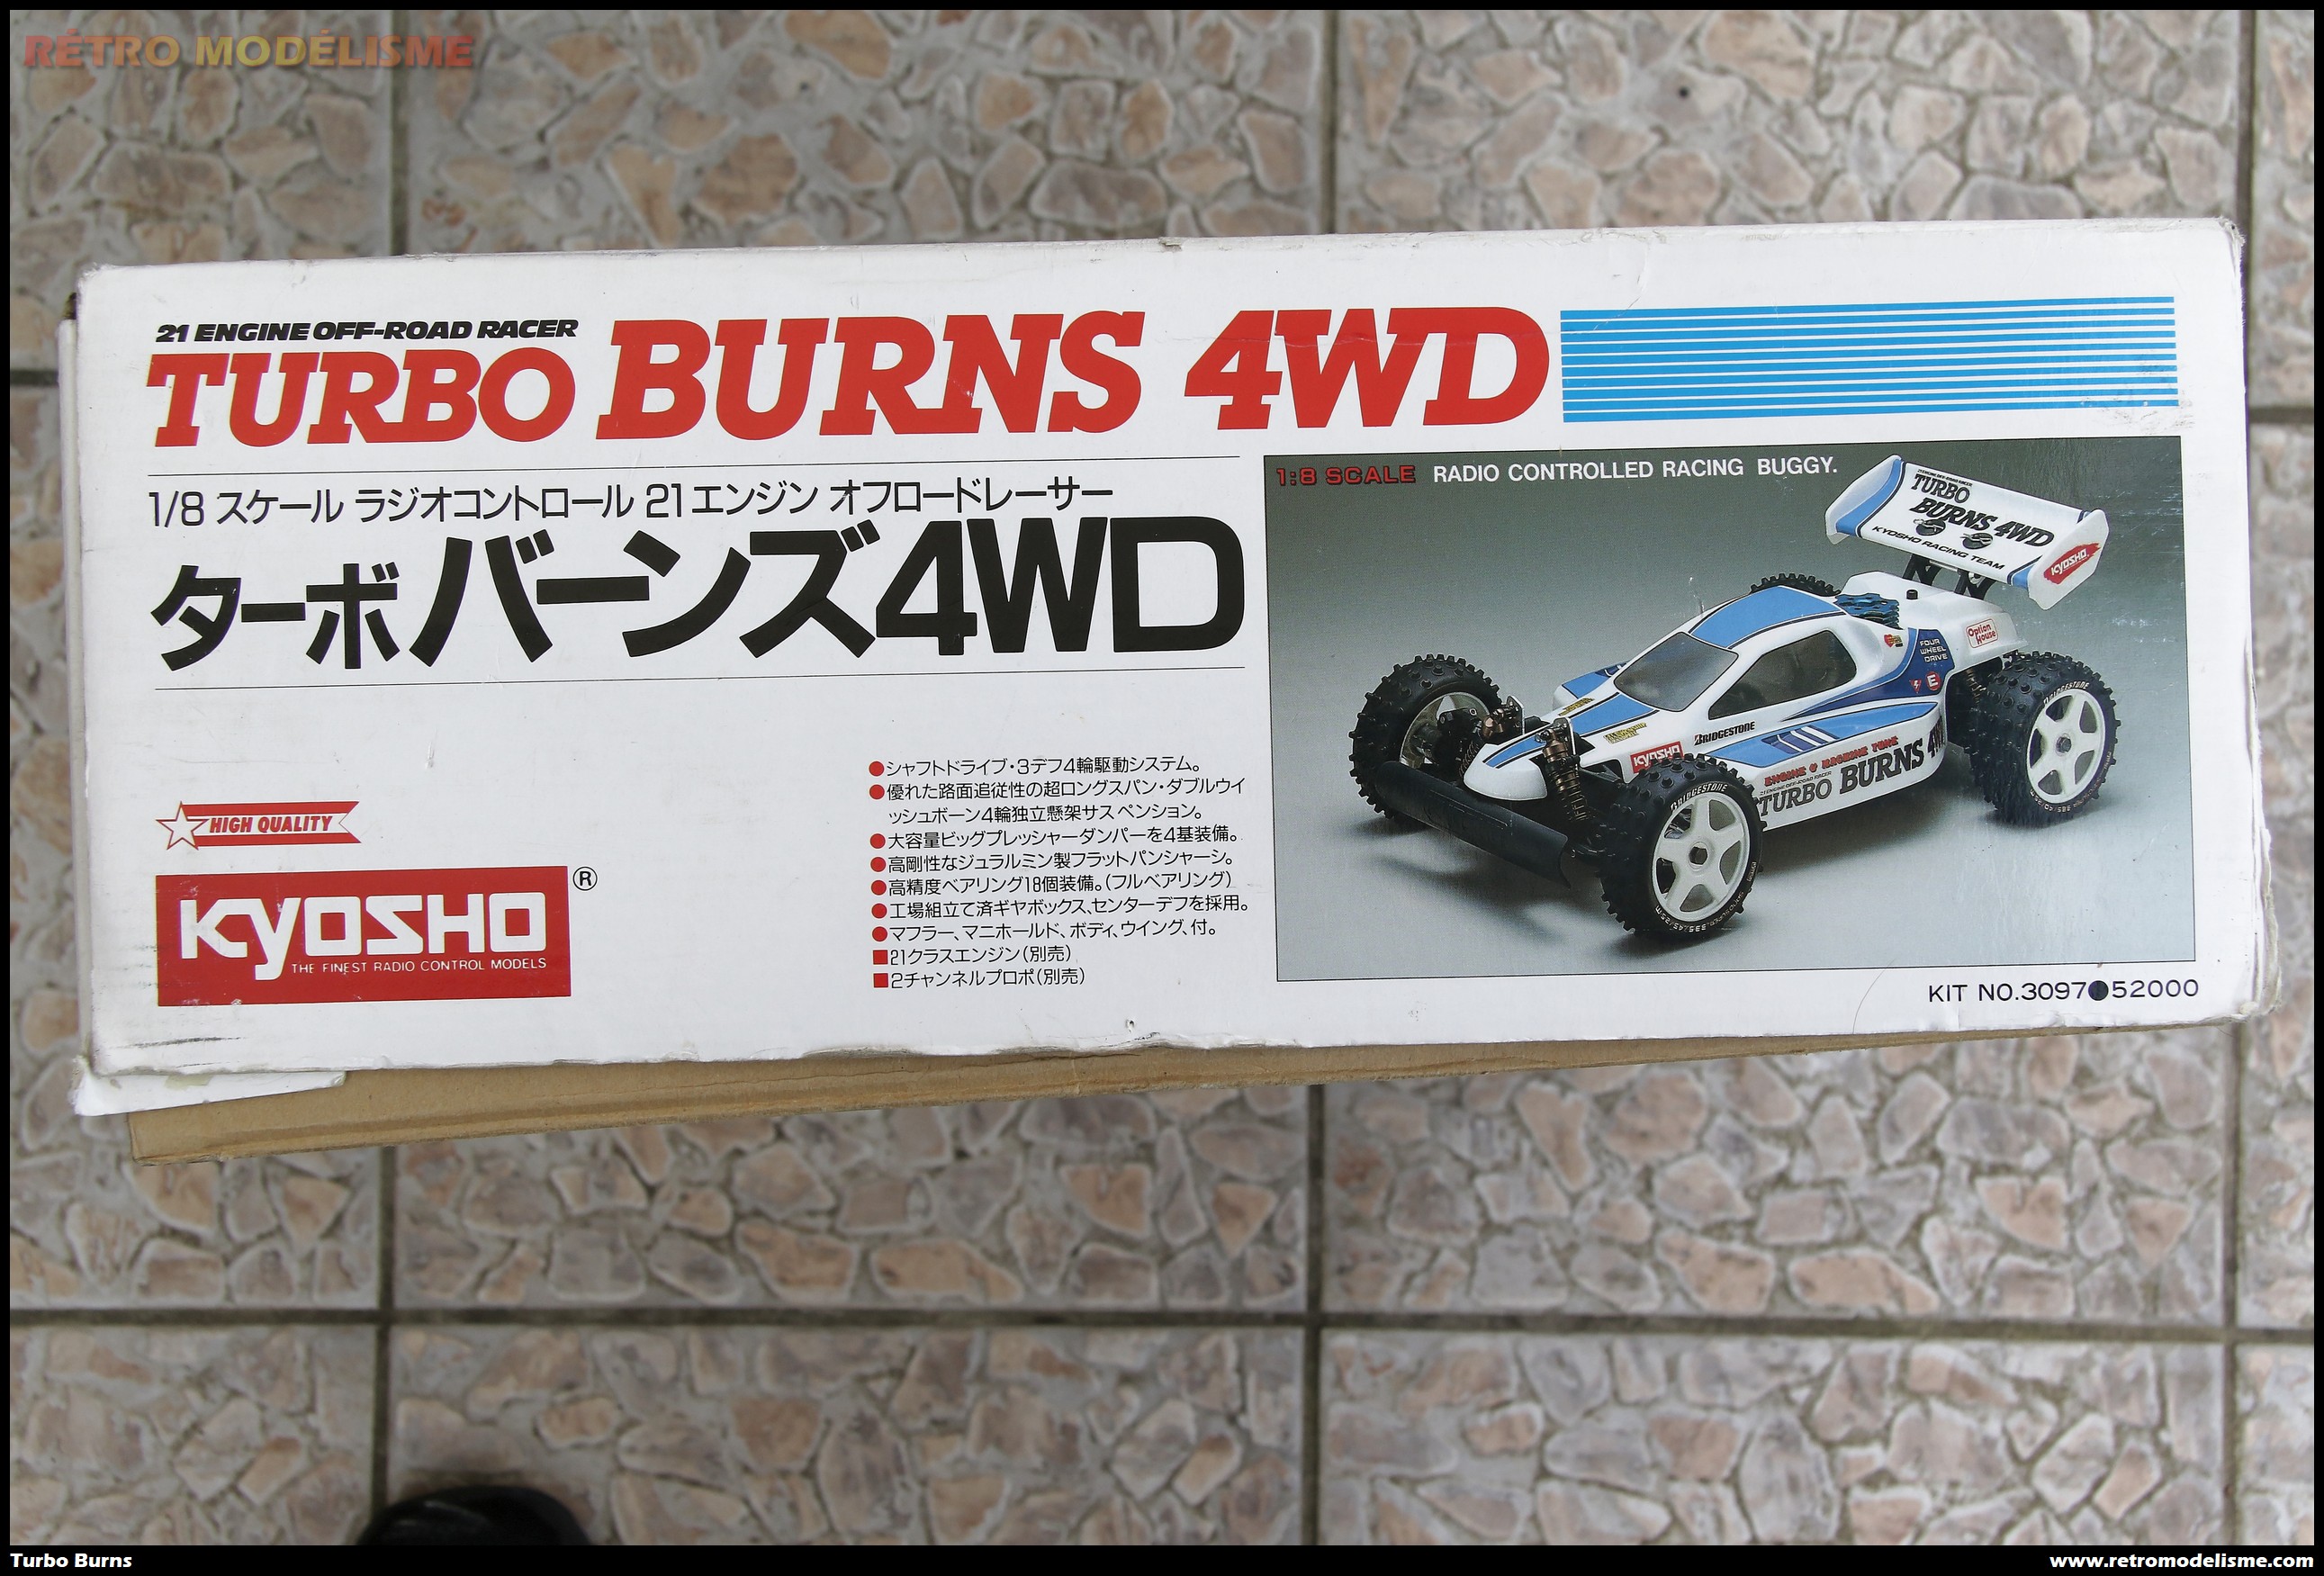 RÉTRO MODÉLISME
21 ENGINE OFF-ROAD RACER
TURBO BURNS 4WD
1/8 スケール ラジオコントロール 21エンジン オフロードレーサー
ターボバーンズ4WD
HIGH QUALITY
KYOSHO®
THE FINEST RADIO CONTROL MODELS
●シャフトドライブ・3デフ4輪駆動システム。
●優れた路面追従性の超ロングスパン・ダブルウイ
ッシュボーン4輪独立懸架サスペンション。
●大容量ビッグプレッシャーダンパーを4基装備。
●高剛性なジュラルミン製フラットパンシャーシ。
●高精度ベアリング18個装備。(フルベアリング)
●工場組立て済ギヤボックス、センターデフを採用。
●マフラー、マニホールド、ボディ、ウイング、付。
■21クラスエンジン(別売)
■2チャンネルプロポ(別売)
1:8 SCALE RADIO CONTROLLED RACING BUGGY.
TURBO
BURNS 4WD
KYOSHO RACING TEAM
KYOSHO
Option
House
FOUR
WHEEL
DRIVE
E
BRIDGESTONE
KYOSHO
TURBO BURNS 4WD
BRIDGESTONE
BRIDGESTONE
KIT NO.3097●52000
Turbo Burns
www.retromodelisme.com